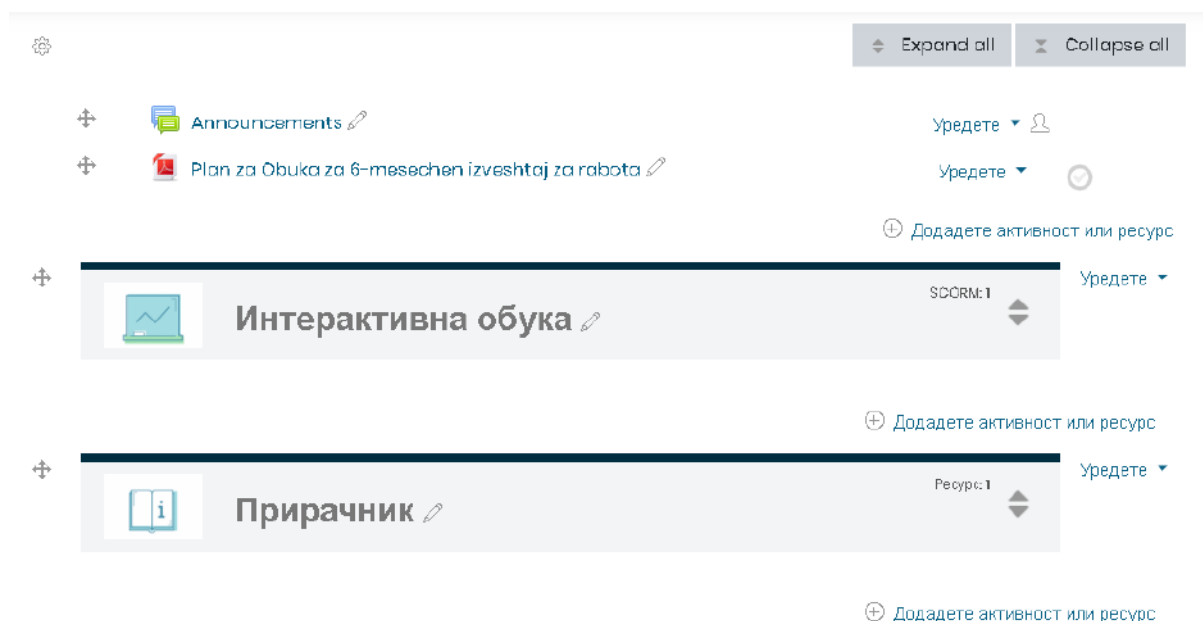 Expand all
Collapse all
Announcements
Уредете
Plan za Obuka za 6-mesechen izveshtaj za rabota
Уредете
Додадете активност или ресурс
Интерактивна обука
SCORM: 1
Уредете
Додадете активност или ресурс
Прирачник
Ресурс: 1
Уредете
Додадете активност или ресурс